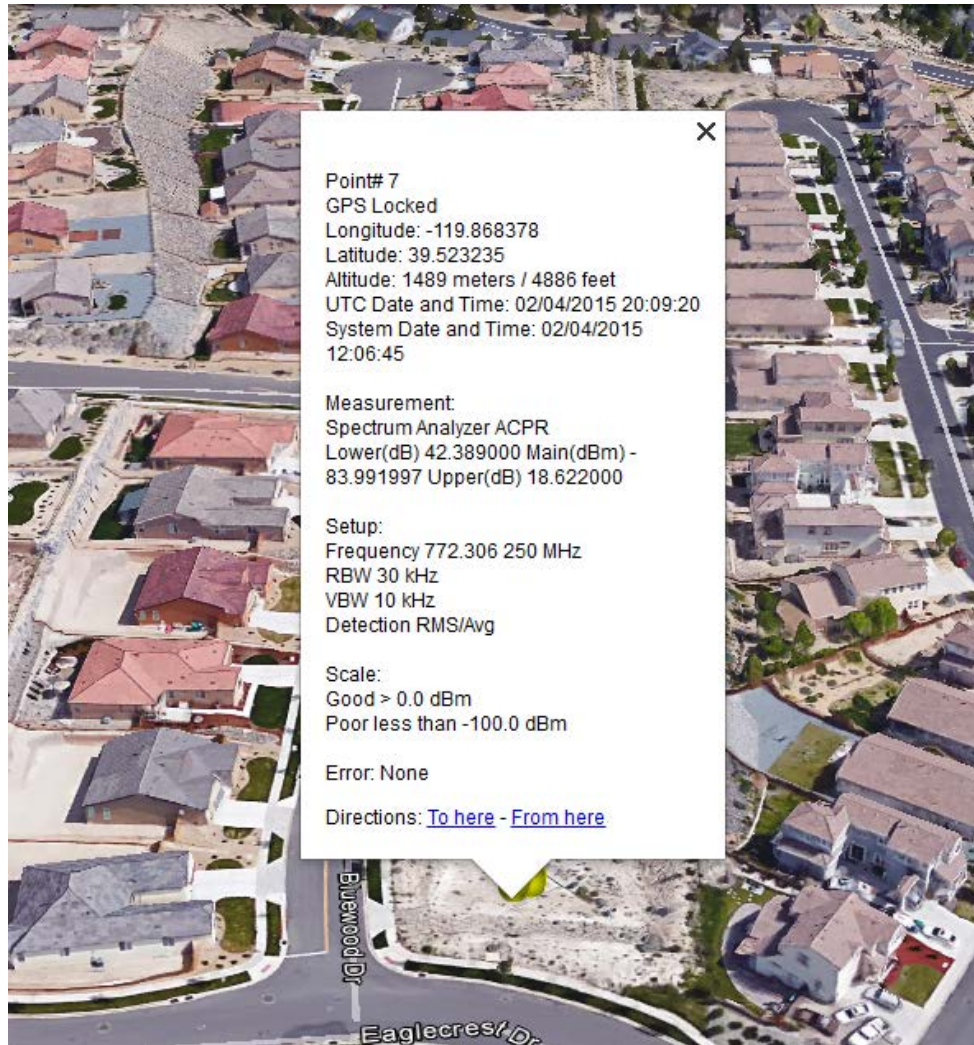 Point# 7
GPS Locked
Longitude: -119.868378
Latitude: 39.523235
Altitude: 1489 meters / 4886 feet
UTC Date and Time: 02/04/2015 20:09:20
System Date and Time: 02/04/2015
12:06:45
Measurement:
Spectrum Analyzer ACPR
Lower(dB) 42.389000 Main(dBm) -
83.991997 Upper(dB) 18.622000
Setup:
Frequency 772.306 250 MHz
RBW 30 kHz
VBW 10 kHz
Detection RMS/Avg
Scale:
Good > 0.0 dBm
Poor less than -100.0 dBm
Error: None
Directions: To here - From here
Bluewood Dr
Eaglecrest Dr